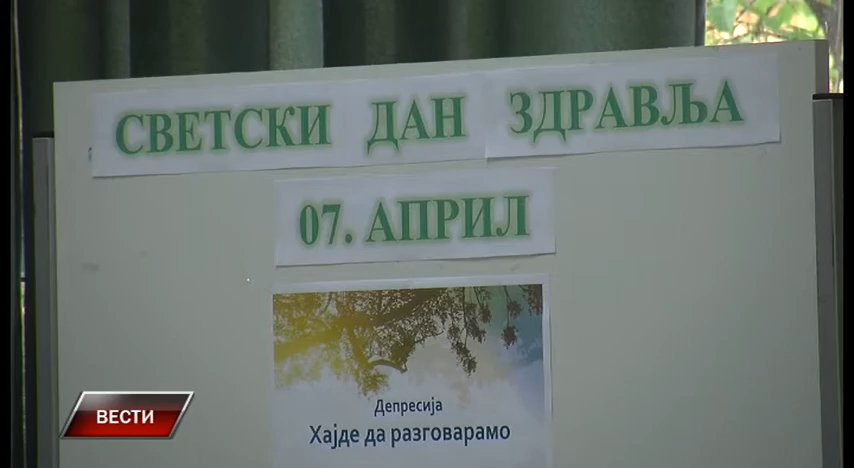 СВЕТСКИ ДАН ЗДРАВЉА
07. АПРИЛ
Депресија
Хајде да разговарамо
ВЕСТИ